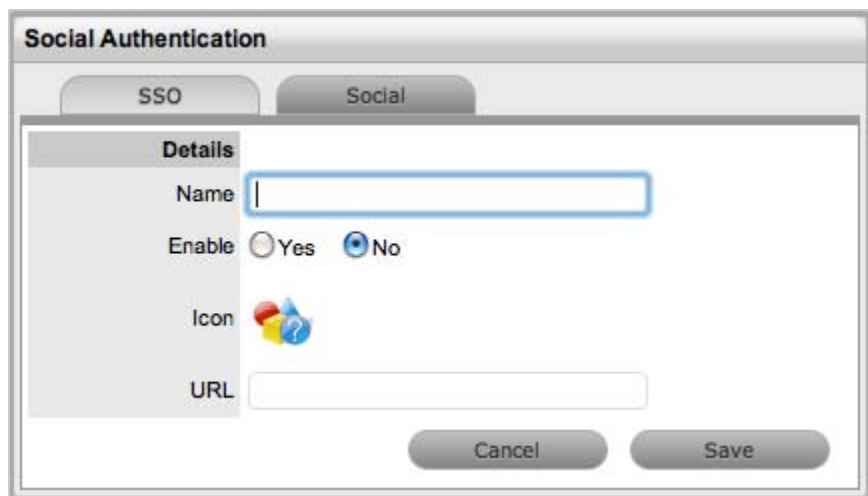 Social Authentication
SSO Social
Details
Name
Enable Yes No
Icon ?
URL
Cancel Save